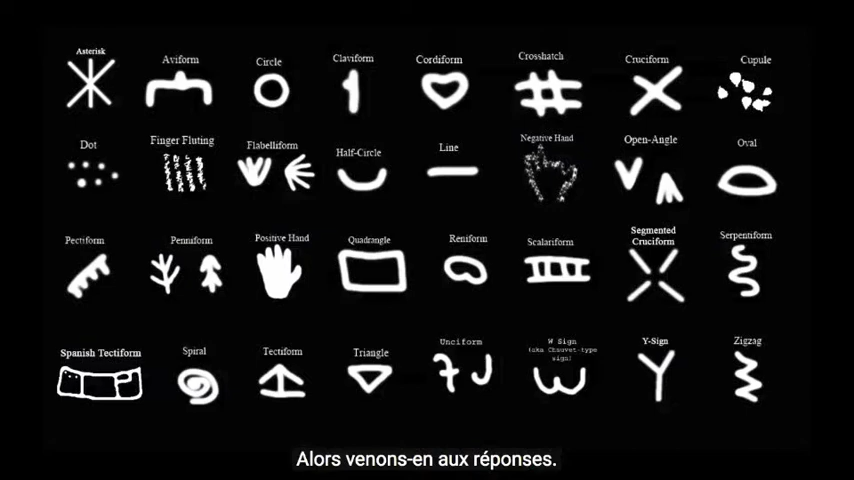 Asterisk
Aviform
Circle
Claviform
Cordiform
Crosshatch
Cruciform
Cupule
Dot
Finger Fluting
Flabelliform
Half-Circle
Line
Negative Hand
Open-Angle
Oval
Pectiform
Penniform
Positive Hand
Quadrangle
Reniform
Scalariform
Segmented
Cruciform
Serpentiform
Spanish Tectiform
Spiral
Tectiform
Triangle
Unciform
W Sign
(aka Chauvet-type
sign)
Y-Sign
Zigzag
Alors venons-en aux réponses.